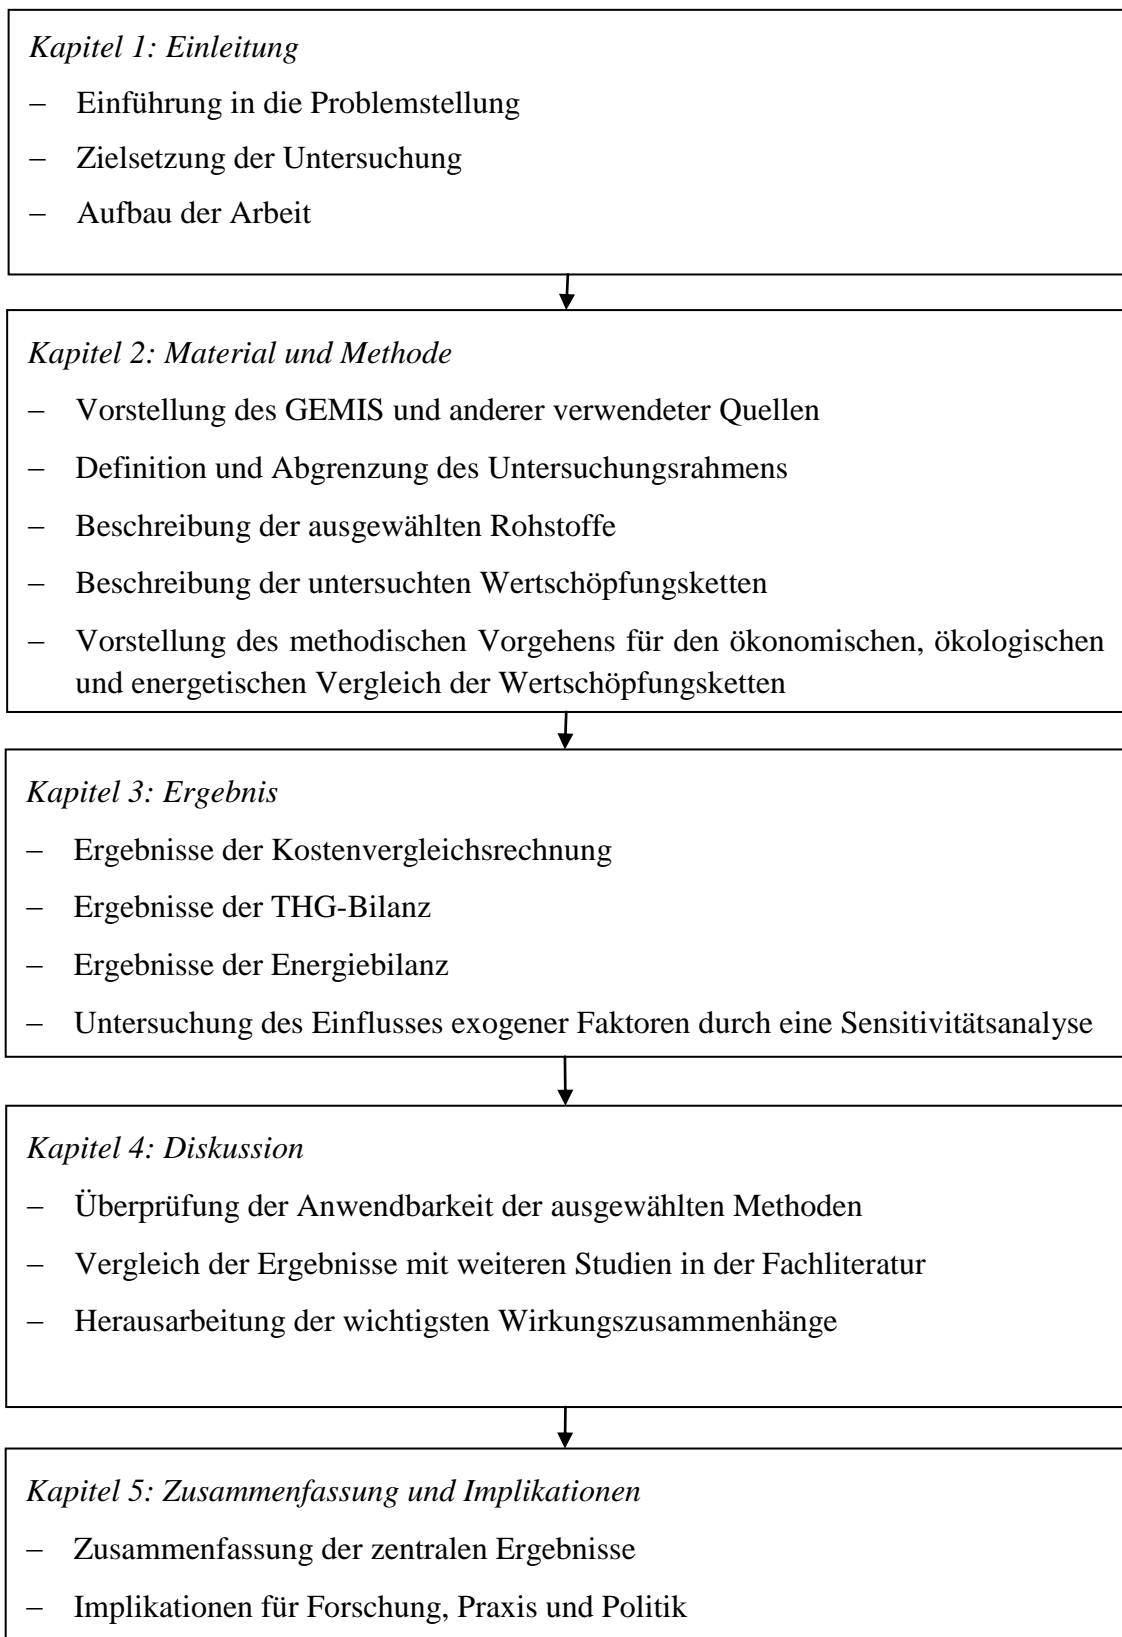 Kapitel 1: Einleitung
– Einführung in die Problemstellung
– Zielsetzung der Untersuchung
– Aufbau der Arbeit
Kapitel 2: Material und Methode
– Vorstellung des GEMIS und anderer verwendeter Quellen
– Definition und Abgrenzung des Untersuchungsrahmens
– Beschreibung der ausgewählten Rohstoffe
– Beschreibung der untersuchten Wertschöpfungsketten
– Vorstellung des methodischen Vorgehens für den ökonomischen, ökologischen
und energetischen Vergleich der Wertschöpfungsketten
Kapitel 3: Ergebnis
– Ergebnisse der Kostenvergleichsrechnung
– Ergebnisse der THG-Bilanz
– Ergebnisse der Energiebilanz
– Untersuchung des Einflusses exogener Faktoren durch eine Sensitivitätsanalyse
Kapitel 4: Diskussion
– Überprüfung der Anwendbarkeit der ausgewählten Methoden
– Vergleich der Ergebnisse mit weiteren Studien in der Fachliteratur
– Herausarbeitung der wichtigsten Wirkungszusammenhänge
Kapitel 5: Zusammenfassung und Implikationen
– Zusammenfassung der zentralen Ergebnisse
– Implikationen für Forschung, Praxis und Politik